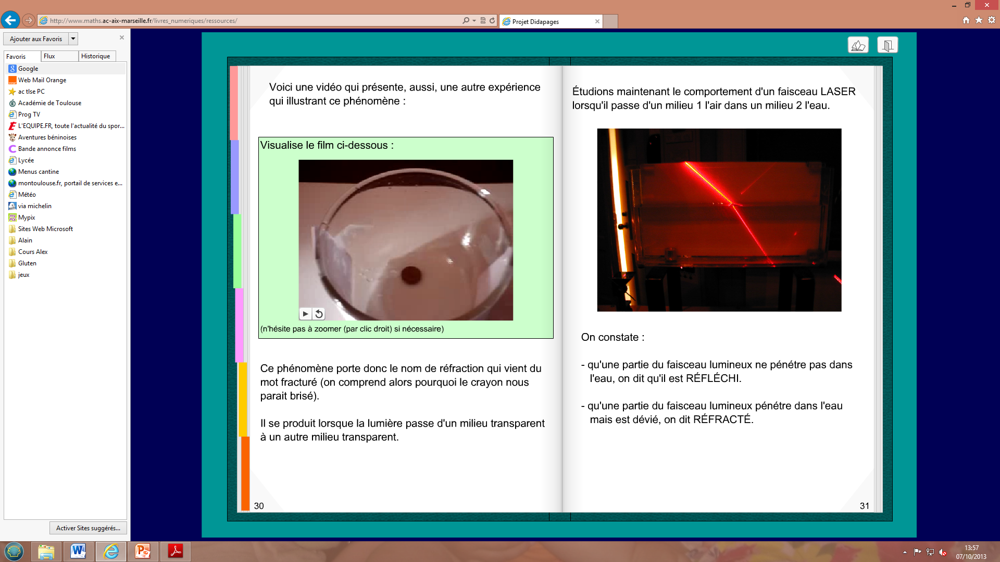 http://www.maths.ac-aix-marseille.fr/livres_numeriques/ressources/
Projet Didapages
Ajouter aux Favoris
Favoris
Flux
Historique
Google
Web Mail Orange
ac tlse PC
Académie de Toulouse
Prog TV
L'EQUIPE.FR, toute l'actualité du spor...
Aventures béninoises
Bande annonce films
Lycée
Menus cantine
montoulouse.fr, portail de services e...
Météo
via michelin
Mypix
Sites Web Microsoft
Alain
Cours Alex
Gluten
jeux
Activer Sites suggérés...
Voici une vidéo qui présente, aussi, une autre expérience
qui illustrant ce phénomène :
Visualise le film ci-dessous :
(n'hésite pas à zoomer (par clic droit) si nécessaire)
Ce phénomène porte donc le nom de réfraction qui vient du
mot fracturé (on comprend alors pourquoi le crayon nous
parait brisé).
Il se produit lorsque la lumière passe d'un milieu transparent
à un autre milieu transparent.
30
Étudions maintenant le comportement d'un faisceau LASER
lorsqu'il passe d'un milieu 1 l'air dans un milieu 2 l'eau.
On constate :
- qu'une partie du faisceau lumineux ne pénétre pas dans
l'eau, on dit qu'il est RÉFLÉCHI.
- qu'une partie du faisceau lumineux pénétre dans l'eau
mais est dévié, on dit RÉFRACTÉ.
31
13:57
07/10/2013